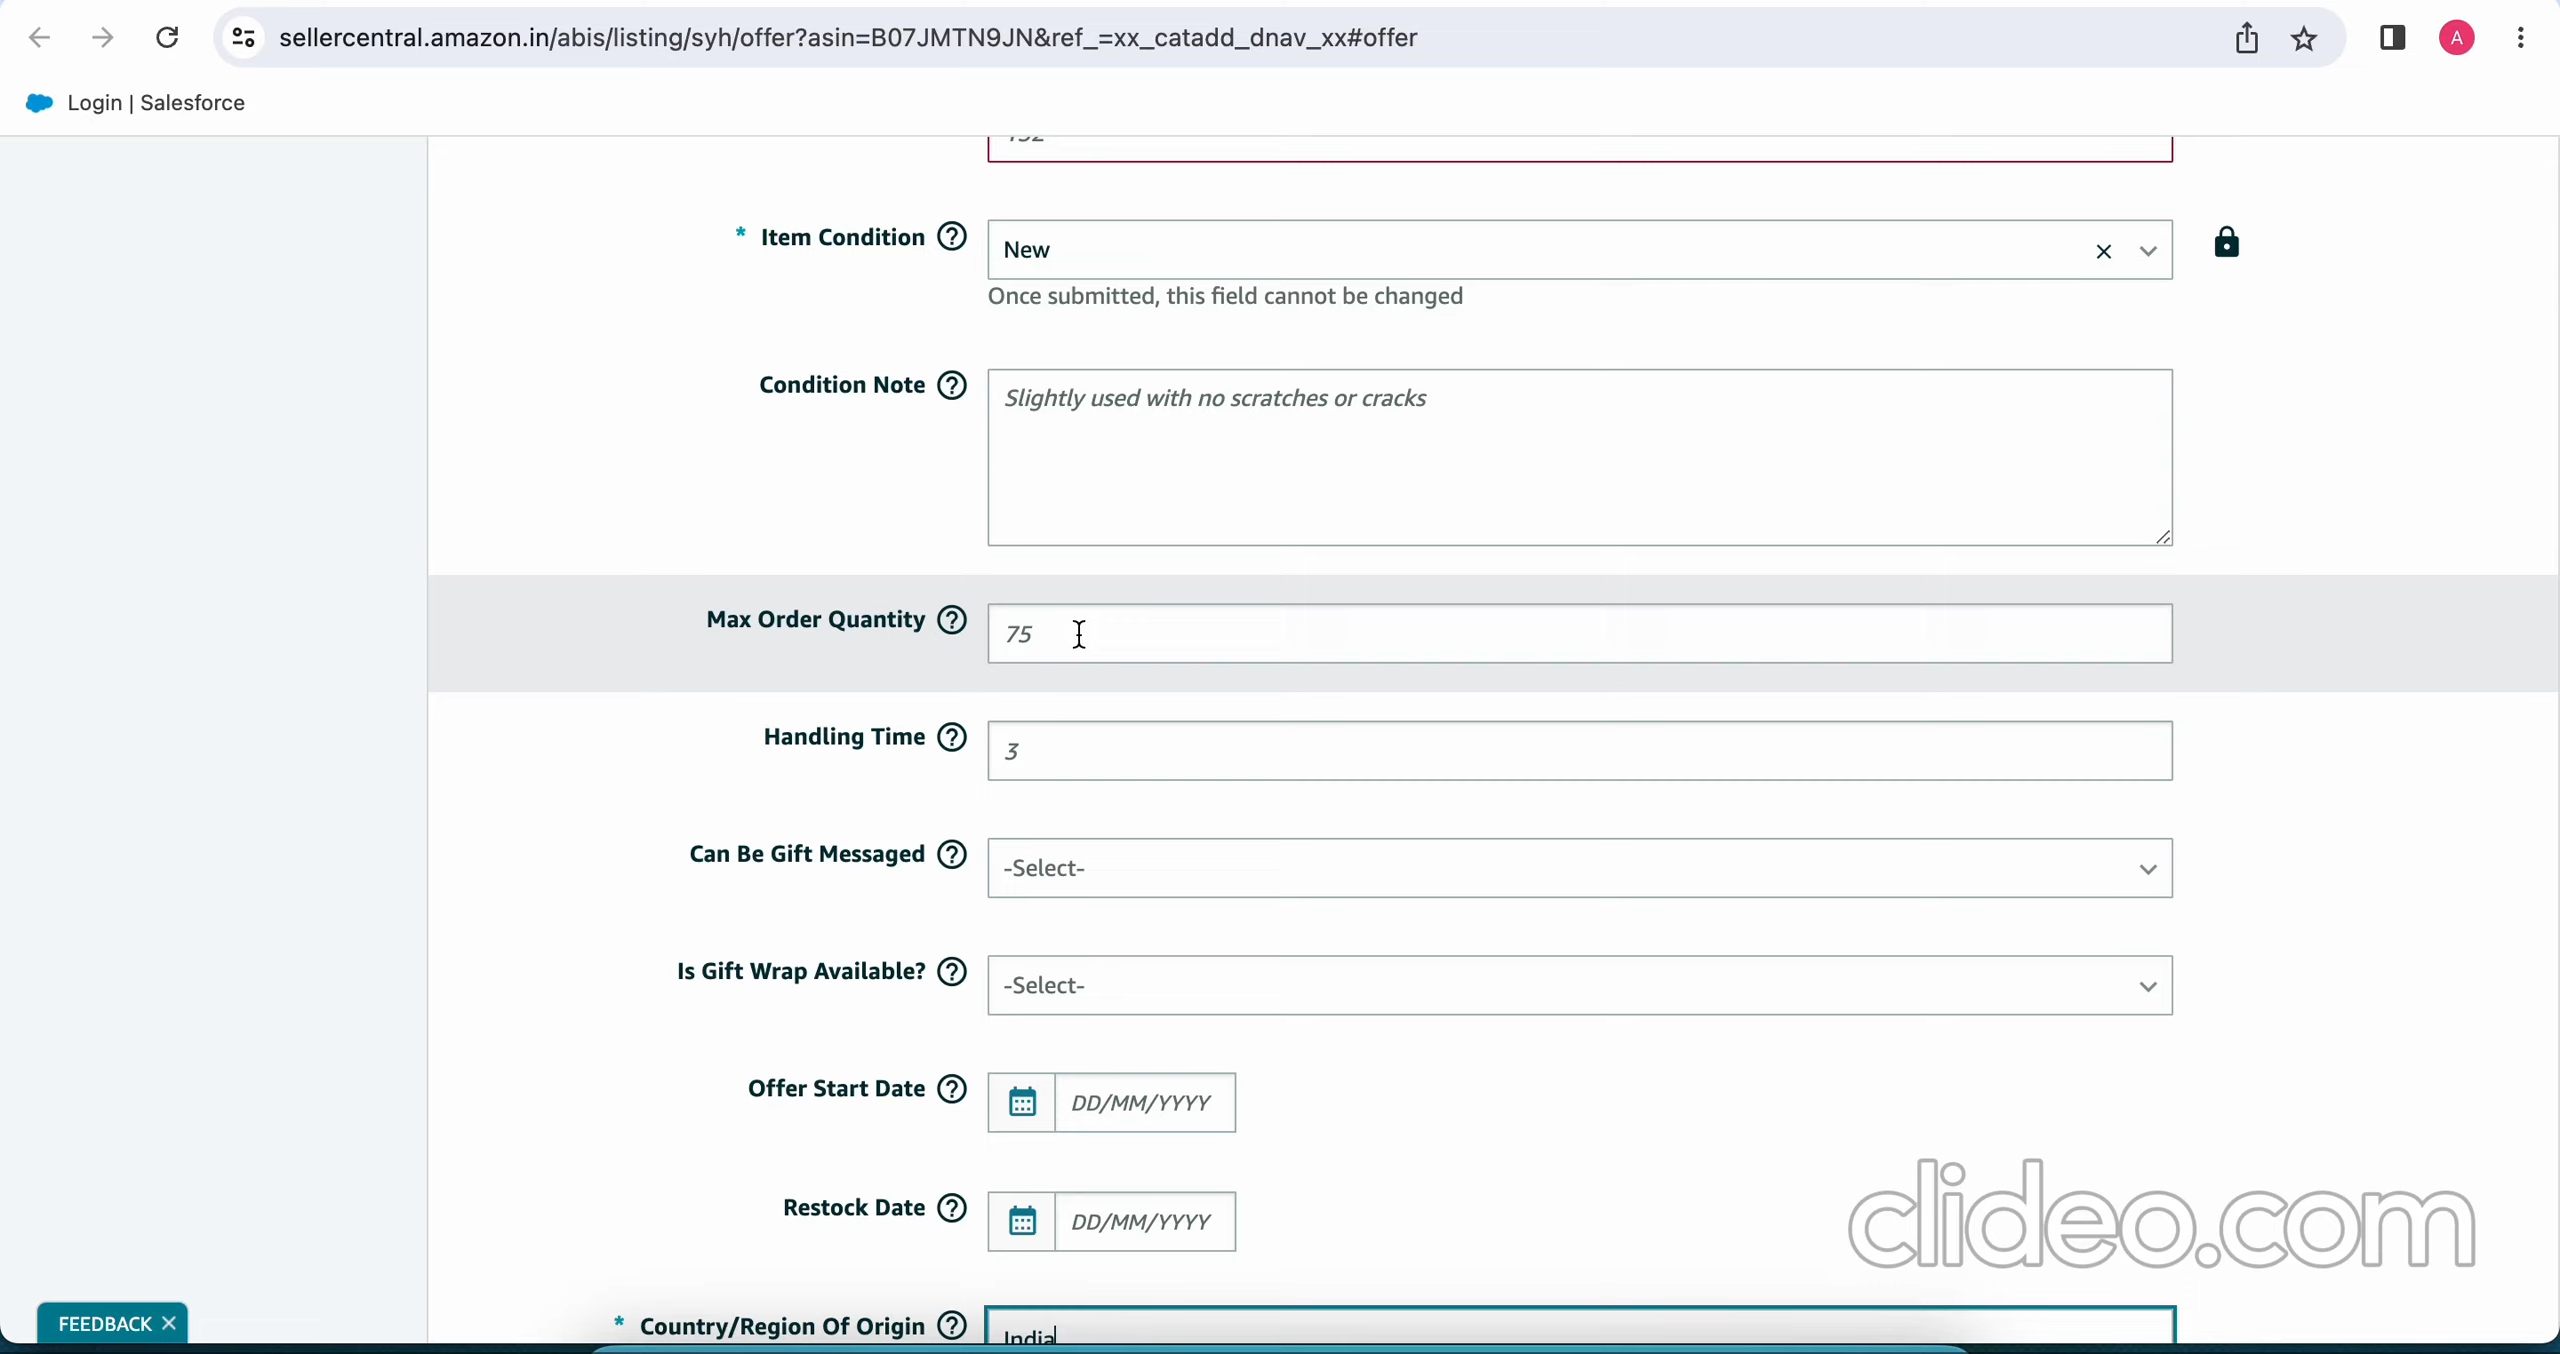 sellercentral.amazon.in/abis/listing/syh/offer?asin=B07JMTN9JN&ref_=xx_catadd_dnav_xx#offer
A
Login | Salesforce
* Item Condition ? New
Once submitted, this field cannot be changed
Condition Note ? Slightly used with no scratches or cracks
Max Order Quantity ? 75
Handling Time ? 3
Can Be Gift Messaged ? -Select-
Is Gift Wrap Available? ? -Select-
Offer Start Date ? DD/MM/YYYY
Restock Date ? DD/MM/YYYY
clideo.com
* Country/Region Of Origin ? India
FEEDBACK ×